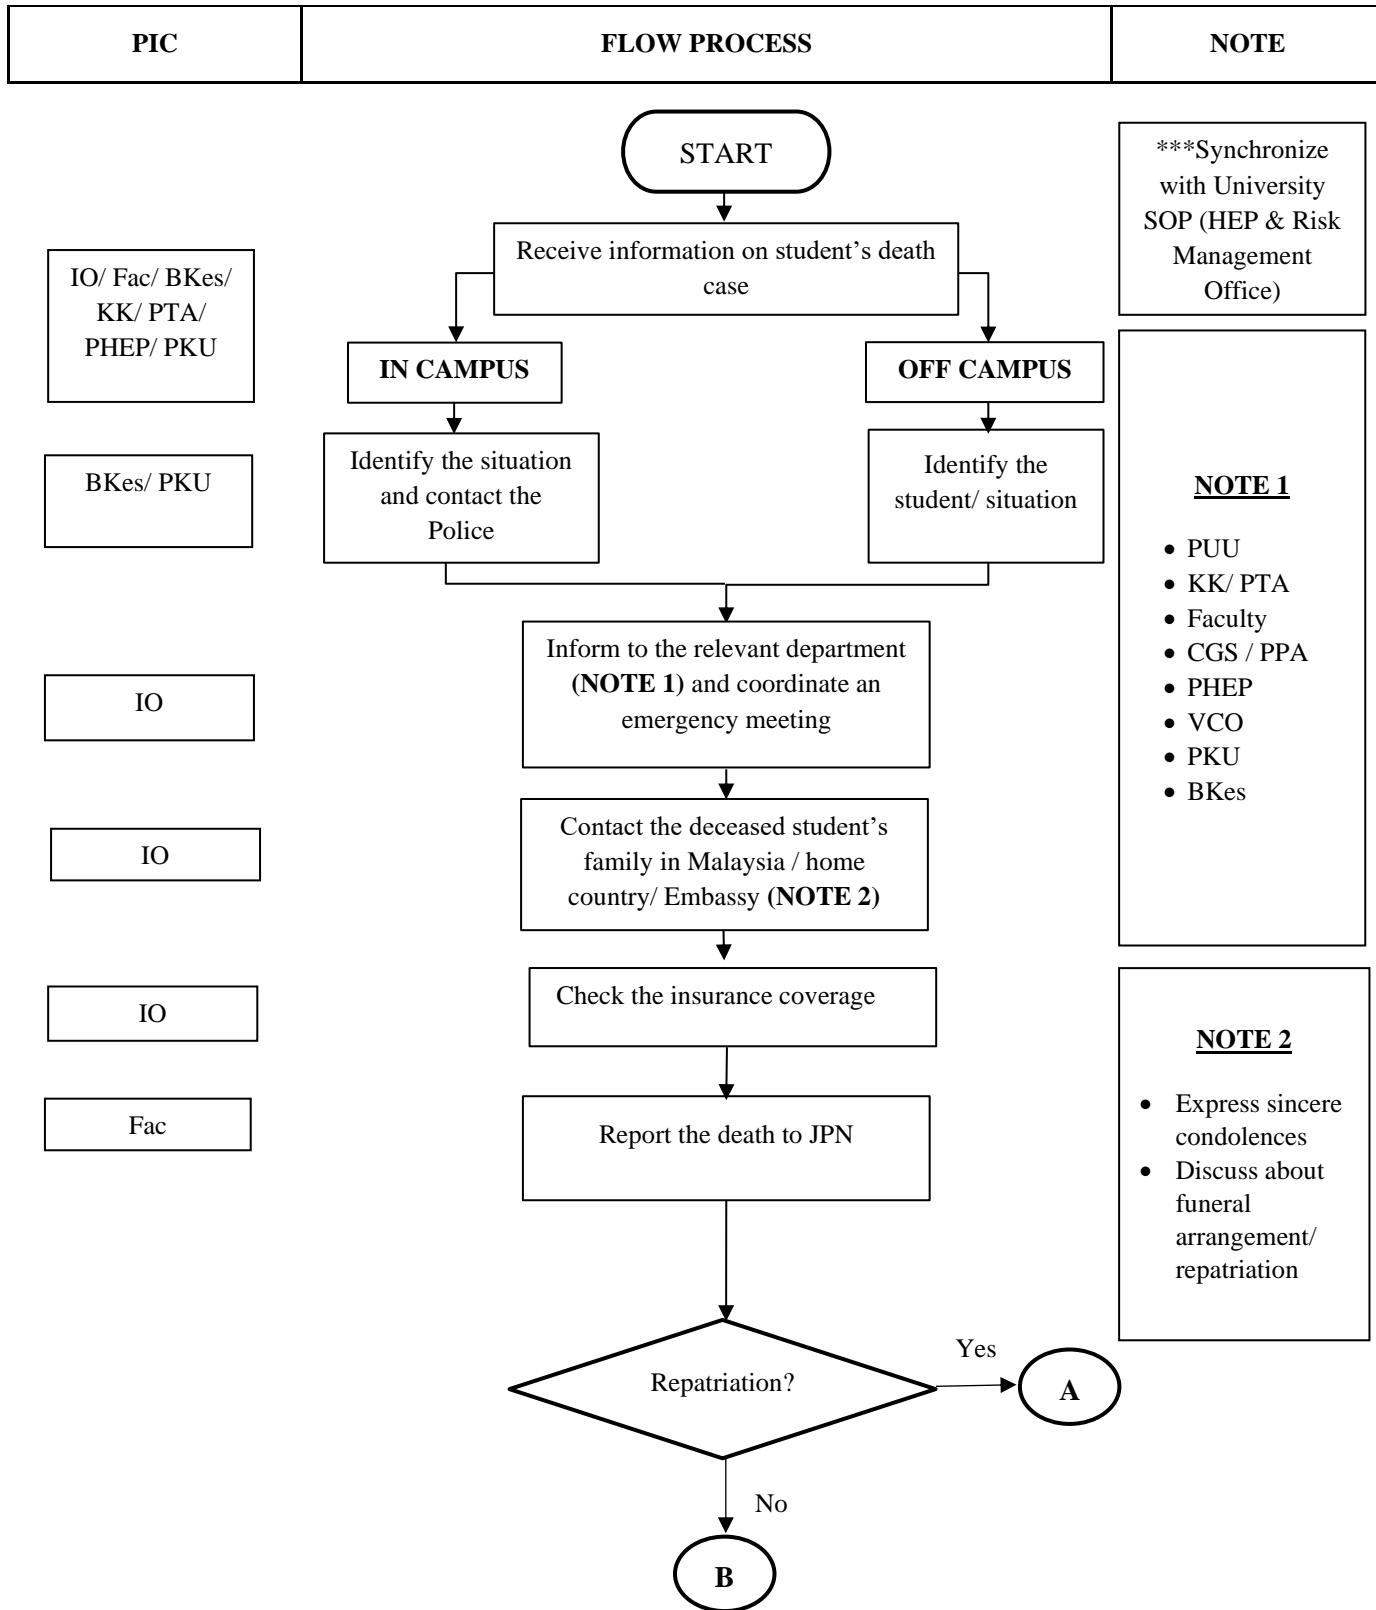 PIC
FLOW PROCESS
NOTE
START
***Synchronize
with University
SOP (HEP & Risk
Management
Office)
IO/ Fac/ BKes/
KK/ PTA/
PHEP/ PKU
Receive information on student’s death
case
IN CAMPUS
OFF CAMPUS
BKes/ PKU
Identify the situation
and contact the
Police
Identify the
student/ situation
NOTE 1
• PUU
• KK/ PTA
• Faculty
• CGS / PPA
• PHEP
• VCO
• PKU
• BKes
IO
Inform to the relevant department
(NOTE 1) and coordinate an
emergency meeting
IO
Contact the deceased student’s
family in Malaysia / home
country/ Embassy (NOTE 2)
IO
Check the insurance coverage
NOTE 2
• Express sincere
condolences
• Discuss about
funeral
arrangement/
repatriation
Fac
Report the death to JPN
Repatriation?
Yes
A
No
B